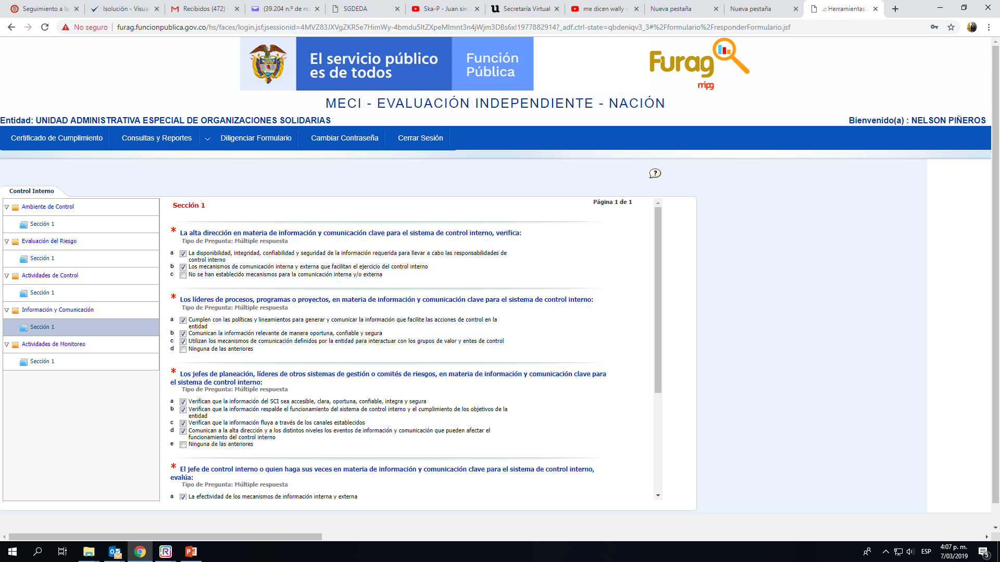 Seguimiento a la
Isolución - Visual
Recibidos (472) -
(39.204 n.º de no
SGDEDA
Ska-P - Juan sin
Secretaría Virtual
me dicen wally -
Nueva pestaña
Nueva pestaña
.:: Herramientas
No seguro
furag.funcionpublica.gov.co/hs/faces/login.jsf;jsessionid=4MVZ83JXVgZKR5e7HimWy-4bmdu5ItZXpeMlmnt3n4jWjm3DBs6x!1977882914?_adf.ctrl-state=qbdeniqv3_3#%2Fformulario%2FresponderFormulario.jsf
El servicio público
es de todos
Función
Pública
Furag
mipg
MECI - EVALUACIÓN INDEPENDIENTE - NACIÓN
Entidad: UNIDAD ADMINISTRATIVA ESPECIAL DE ORGANIZACIONES SOLIDARIAS
Bienvenido(a) : NELSON PIÑEROS
Certificado de Cumplimiento
Consultas y Reportes
Diligenciar Formulario
Cambiar Contraseña
Cerrar Sesión
?
Control Interno
Ambiente de Control
Sección 1
Evaluación del Riesgo
Sección 1
Actividades de Control
Sección 1
Información y Comunicación
Sección 1
Actividades de Monitoreo
Sección 1
Sección 1
Página 1 de 1
* La alta dirección en materia de información y comunicación clave para el sistema de control interno, verifica:
Tipo de Pregunta: Múltiple respuesta
a La disponibilidad, integridad, confiabilidad y seguridad de la información requerida para llevar a cabo las responsabilidades de
control interno
b Los mecanismos de comunicación interna y externa que facilitan el ejercicio del control interno
c No se han establecido mecanismos para la comunicación interna y/o externa
* Los líderes de procesos, programas o proyectos, en materia de información y comunicación clave para el sistema de control interno:
Tipo de Pregunta: Múltiple respuesta
a Cumplen con las políticas y lineamientos para generar y comunicar la información que facilite las acciones de control en la
entidad
b Comunican la información relevante de manera oportuna, confiable y segura
c Utilizan los mecanismos de comunicación definidos por la entidad para interactuar con los grupos de valor y entes de control
d Ninguna de las anteriores
* Los jefes de planeación, líderes de otros sistemas de gestión o comités de riesgos, en materia de información y comunicación clave para
el sistema de control interno:
Tipo de Pregunta: Múltiple respuesta
a Verifican que la información del SCI sea accesible, clara, oportuna, confiable, integra y segura
b Verifican que la información respalde el funcionamiento del sistema de control interno y el cumplimiento de los objetivos de la
entidad
c Verifican que la información fluya a través de los canales establecidos
d Comunican a la alta dirección y a los distintos niveles los eventos de información y comunicación que pueden afectar el
funcionamiento del control interno
e Ninguna de las anteriores
* El jefe de control interno o quien haga sus veces en materia de información y comunicación clave para el sistema de control interno,
evalúa:
Tipo de Pregunta: Múltiple respuesta
a La efectividad de los mecanismos de información interna y externa
ESP
4:07 p. m.
7/03/2019
5